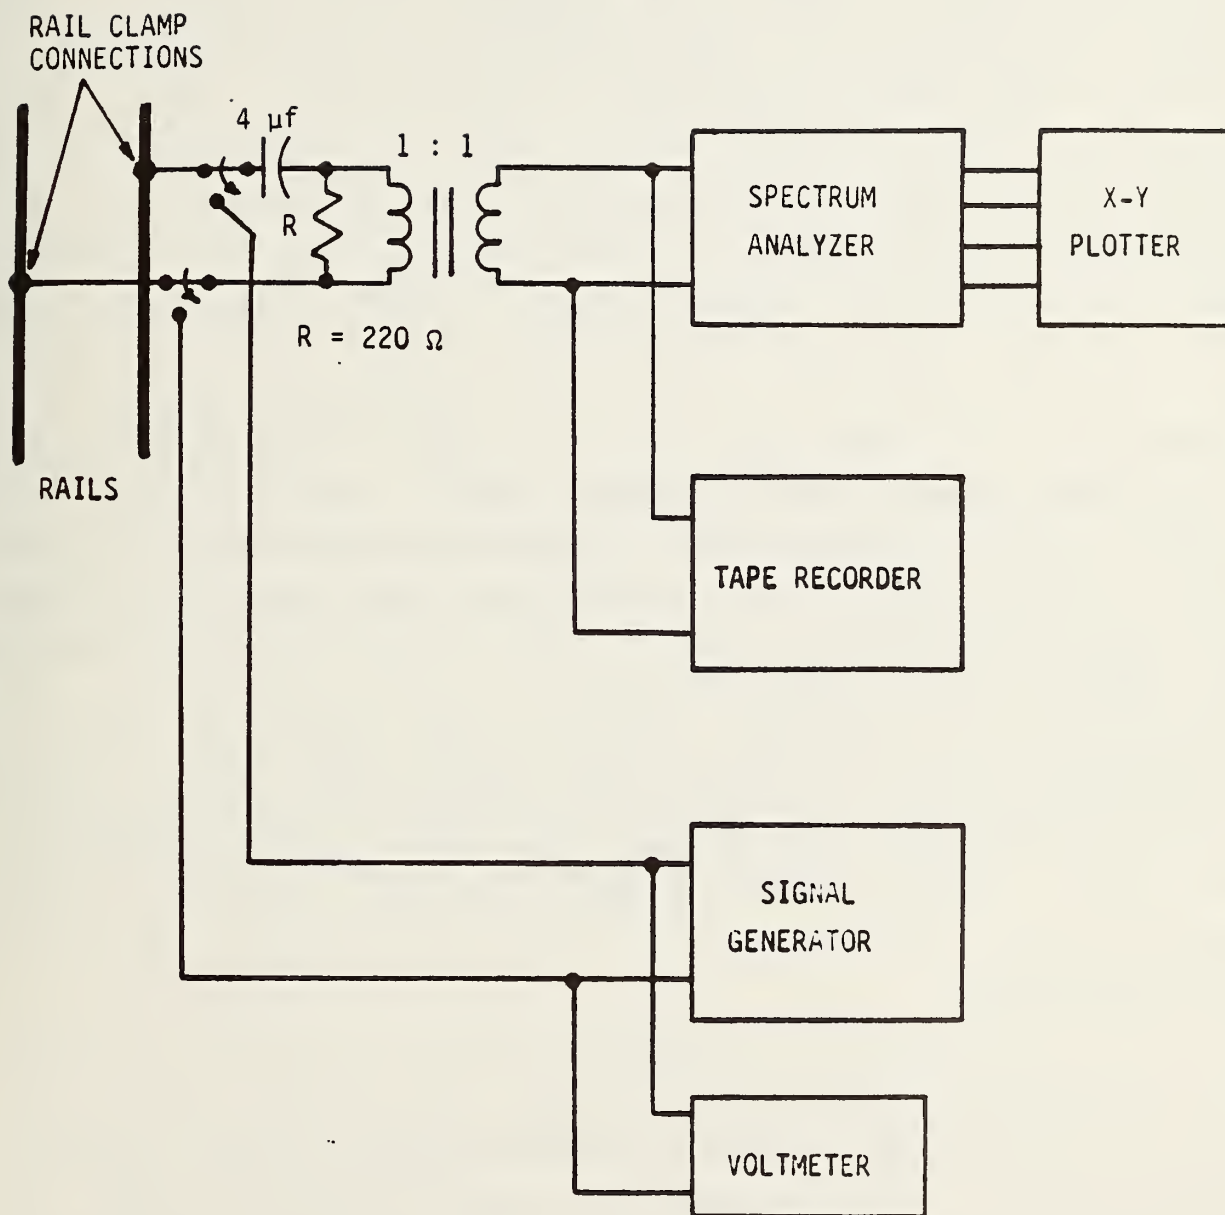 RAIL CLAMP
CONNECTIONS
4 μf
1 : 1
R
R = 220 Ω
RAILS
SPECTRUM
ANALYZER
X-Y
PLOTTER
TAPE RECORDER
SIGNAL
GENERATOR
VOLTMETER